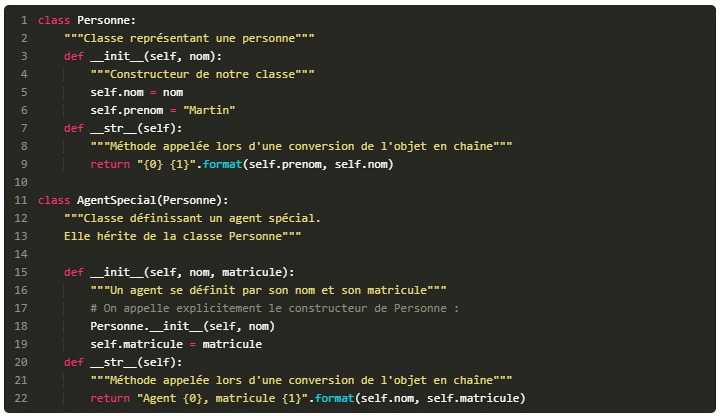 1 class Personne:
2     """Classe représentant une personne"""
3     def __init__(self, nom):
4         """Constructeur de notre classe"""
5         self.nom = nom
6         self.prenom = "Martin"
7     def __str__(self):
8         """Méthode appelée lors d'une conversion de l'objet en chaîne"""
9         return "{0} {1}".format(self.prenom, self.nom)
10
11 class AgentSpecial(Personne):
12     """Classe définissant un agent spécial.
13     Elle hérite de la classe Personne"""
14
15     def __init__(self, nom, matricule):
16         """Un agent se définit par son nom et son matricule"""
17         # On appelle explicitement le constructeur de Personne :
18         Personne.__init__(self, nom)
19         self.matricule = matricule
20     def __str__(self):
21         """Méthode appelée lors d'une conversion de l'objet en chaîne"""
22         return "Agent {0}, matricule {1}".format(self.nom, self.matricule)